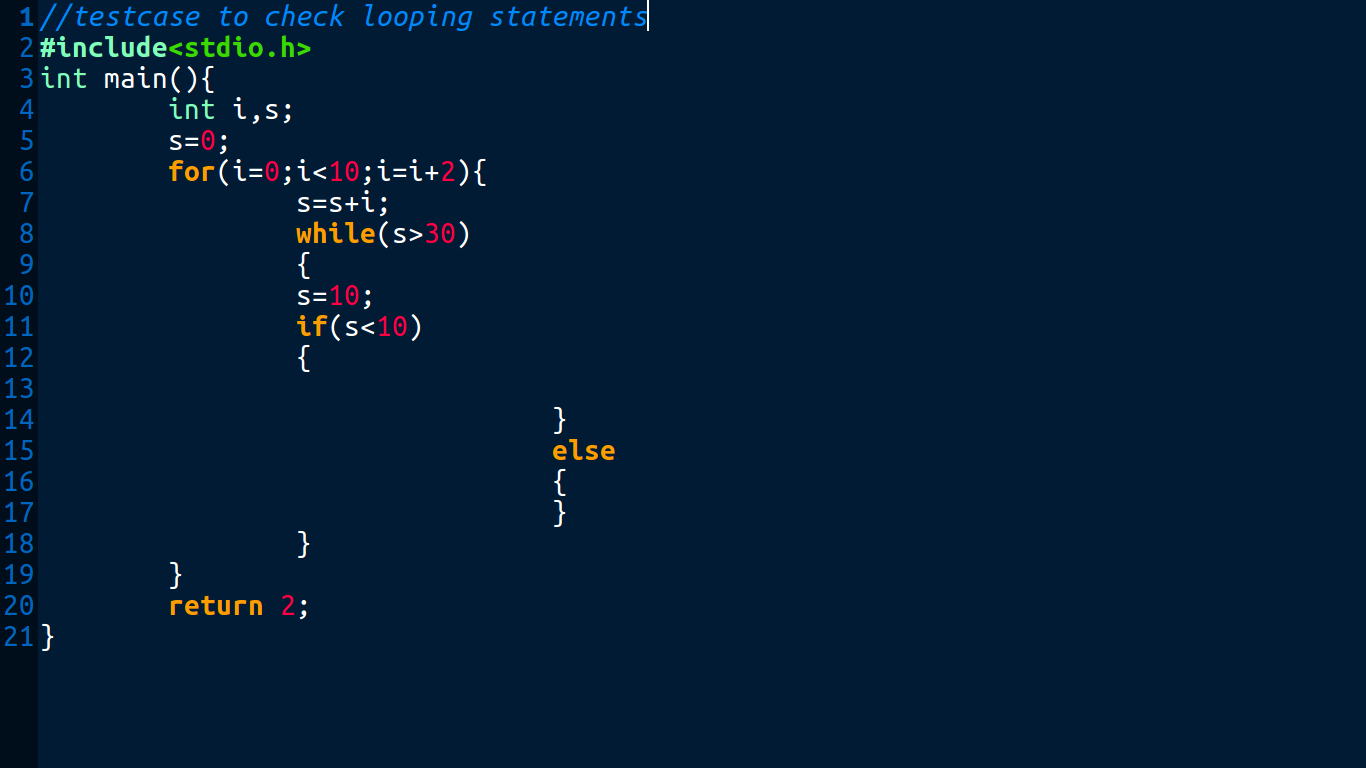 1 //testcase to check looping statements
2 #include<stdio.h>
3 int main(){
4         int i,s;
5         s=0;
6         for(i=0;i<10;i=i+2){
7                 s=s+i;
8                 while(s>30)
9                 {
10                 s=10;
11                 if(s<10)
12                 {
13
14                                 }
15                                 else
16                                 {
17                                 }
18                 }
19         }
20         return 2;
21 }